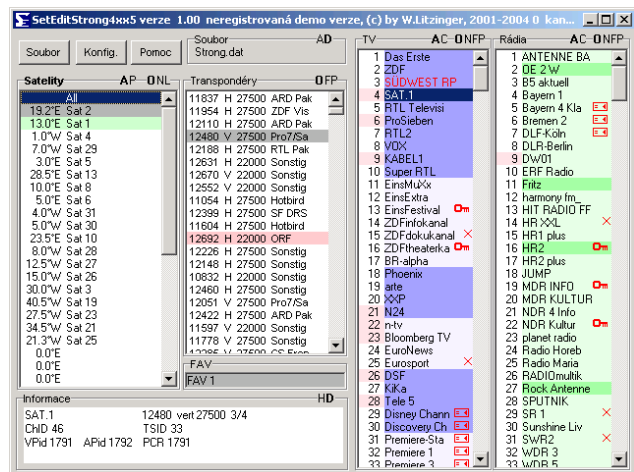 SetEditStrong4xx5 verze 1.00 neregistrovaná demo verze, (c) by W.Litzinger, 2001-2004 0 kan...
Soubor Konfig. Pomoc
Soubor AD
Strong.dat
Satelity AP ONL
All
19.2°E Sat 2
13.0°E Sat 1
1.0°W Sat 4
7.0°W Sat 29
3.0°E Sat 5
28.5°E Sat 13
10.0°E Sat 8
5.0°E Sat 6
4.0°W Sat 31
5.0°W Sat 30
23.5°E Sat 10
8.0°W Sat 28
12.5°W Sat 27
15.0°W Sat 26
30.0°W Sat 3
40.5°W Sat 19
27.5°W Sat 23
34.5°W Sat 21
21.3°W Sat 25
0.0°E
0.0°E
0.0°E
Transpondéry OFP
11837 H 27500 ARD Pak
11954 H 27500 ZDF Vis
12110 H 27500 ARD Pak
12480 V 27500 Pro7/Sa
12188 H 27500 RTL Pak
12631 H 22000 Sonstig
12670 V 22000 Sonstig
12552 V 22000 Sonstig
11054 H 27500 Hotbird
12399 H 27500 SF DRS
11604 H 27500 Hotbird
12692 H 22000 ORF
12226 H 27500 Sonstig
12148 H 27500 Sonstig
10832 H 22000 Sonstig
12460 H 27500 Sonstig
12051 V 27500 Pro7/Sa
12422 H 27500 ARD Pak
11597 V 22000 Sonstig
11778 V 27500 Sonstig
12285 V 27500 CS Fran
FAV
FAV 1
Informace HD
SAT.1 12480 vert 27500 3/4
ChID 46 TSID 33
VPid 1791 APid 1792 PCR 1791
TV AC ONFP
1 Das Erste
2 ZDF
3 SÜDWEST RP
4 SAT.1
5 RTL Televisi
6 ProSieben
7 RTL2
8 VOX
9 KABEL1
10 Super RTL
11 EinsMuXx
12 EinsExtra
13 EinsFestival
14 ZDFinfokanal
15 ZDFdokukanal
16 ZDFtheaterka
17 BR-alpha
18 Phoenix
19 arte
20 XXP
21 N24
22 n-tv
23 Bloomberg TV
24 EuroNews
25 Eurosport
26 DSF
27 KiKa
28 Tele 5
29 Disney Chann
30 Discovery Ch
31 Premiere-Sta
32 Premiere 1
33 Premiere 3
Rádia AC ONFP
1 ANTENNE BA
2 OE 2 W
3 B5 aktuell
4 Bayern 1
5 Bayern 4 Kla
6 Bremen 2
7 DLF-Köln
8 DLR-Berlin
9 DW01
10 ERF Radio
11 Fritz
12 harmony fm_
13 HIT RADIO FF
14 HR XXL
15 HR1 plus
16 HR2
17 HR2 plus
18 JUMP
19 MDR INFO
20 MDR KULTUR
21 NDR 4 Info
22 NDR Kultur
23 planet radio
24 Radio Horeb
25 Radio Maria
26 RADIOmultik
27 Rock Antenne
28 SPUTNIK
29 SR 1
30 Sunshine Liv
31 SWR2
32 WDR 3
33 WDR 5